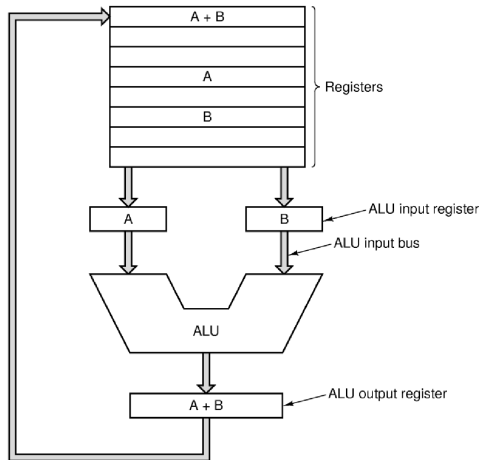 A + B
A
Registers
B
A
B
ALU input register
ALU input bus
ALU
ALU output register
A + B